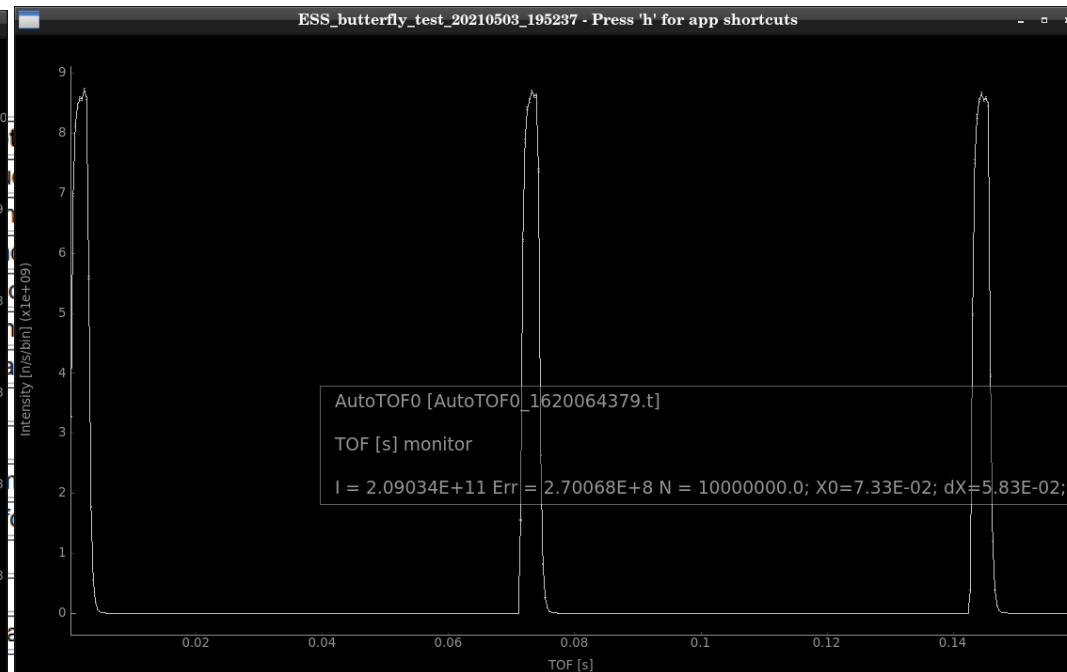 ESS_butterfly_test_20210503_195237 - Press 'h' for app shortcuts
9
8
7
6
5
4
3
2
1
0
Intensity [n/s/bin] (x1e+09)
AutoTOF0 [AutoTOF0_1620064379.t]
TOF [s] monitor
I = 2.09034E+11 Err = 2.70068E+8 N = 10000000.0; X0=7.33E-02; dX=5.83E-02;
0.02 0.04 0.06 0.08 0.1 0.12 0.14
TOF [s]